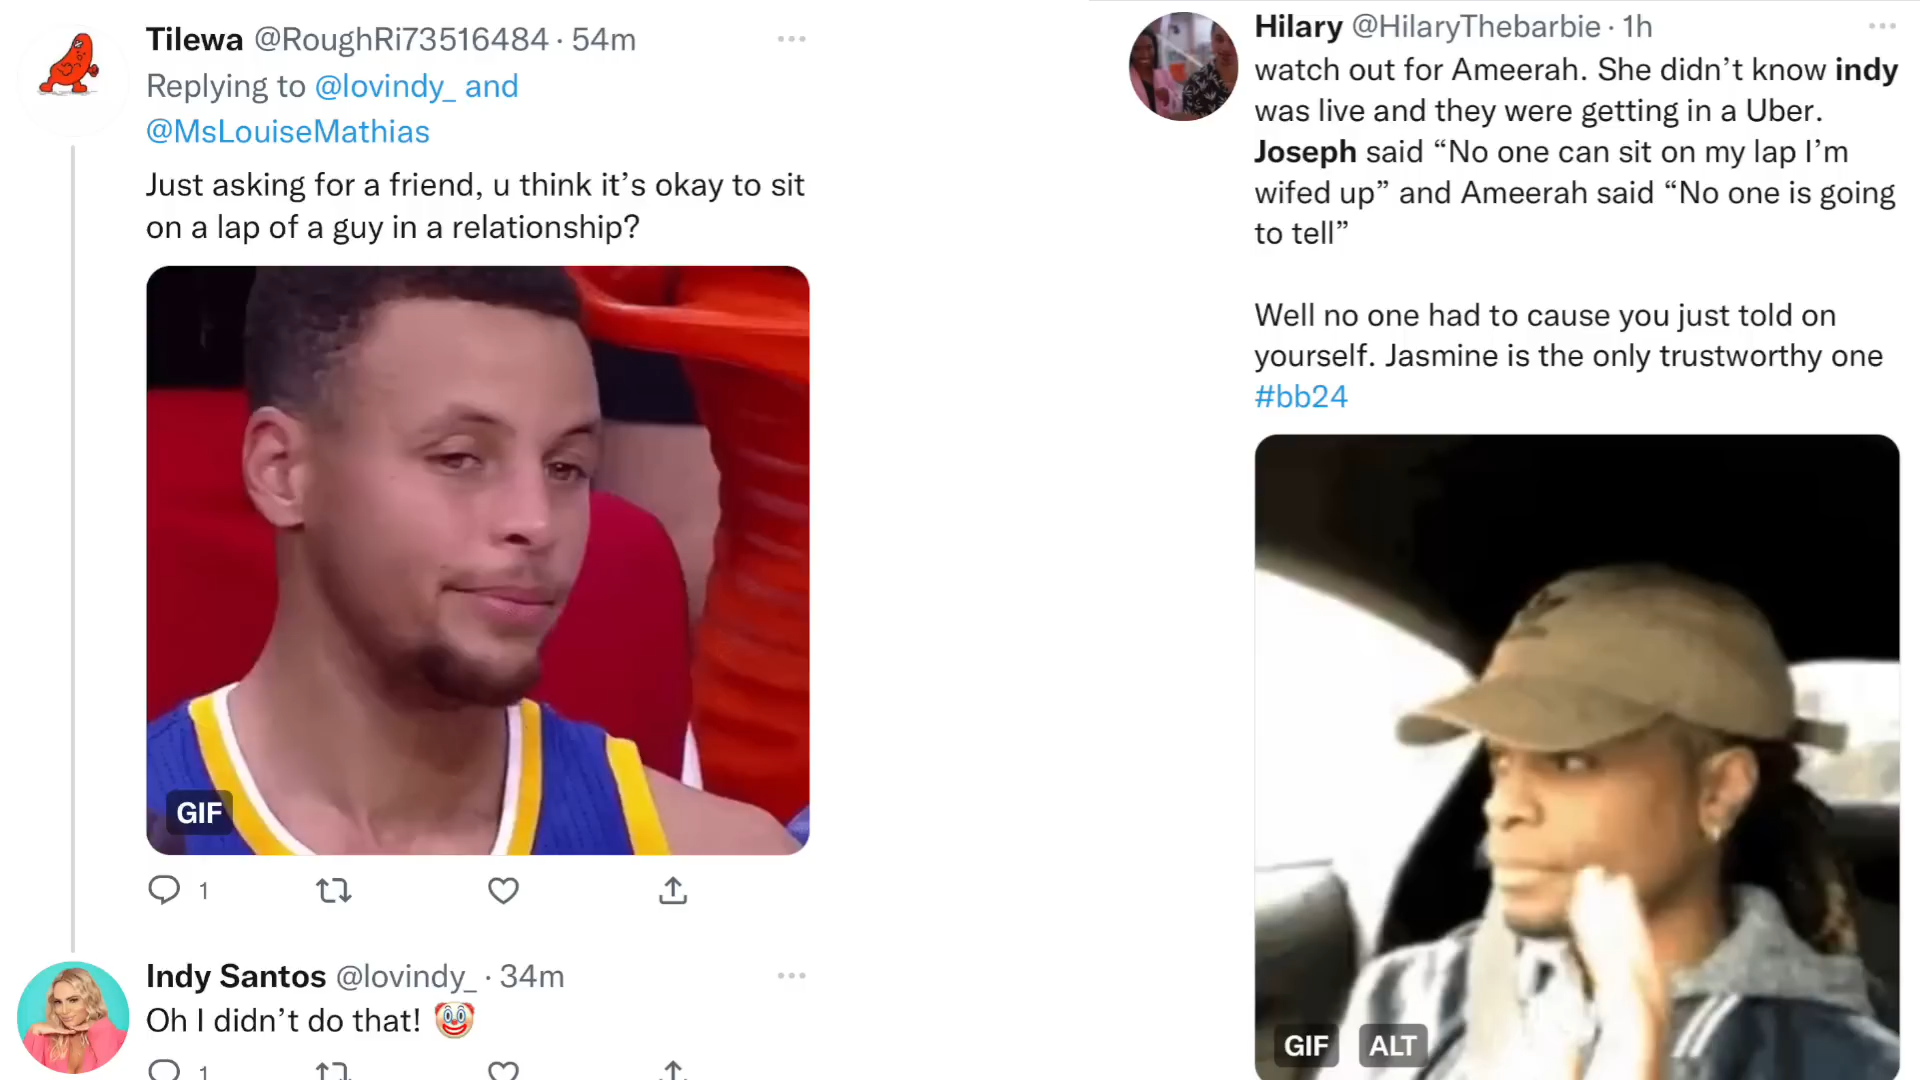 Tilewa @RoughRi73516484 · 54m
Replying to @lovindy_ and
@MsLouiseMathias
Just asking for a friend, u think it’s okay to sit
on a lap of a guy in a relationship?
GIF
1
Indy Santos @lovindy_ · 34m
Oh I didn’t do that! 🤡
1
Hilary @HilaryThebarbie · 1h
watch out for Ameerah. She didn’t know indy
was live and they were getting in a Uber.
Joseph said “No one can sit on my lap I’m
wifed up” and Ameerah said “No one is going
to tell”
Well no one had to cause you just told on
yourself. Jasmine is the only trustworthy one
#bb24
GIF ALT